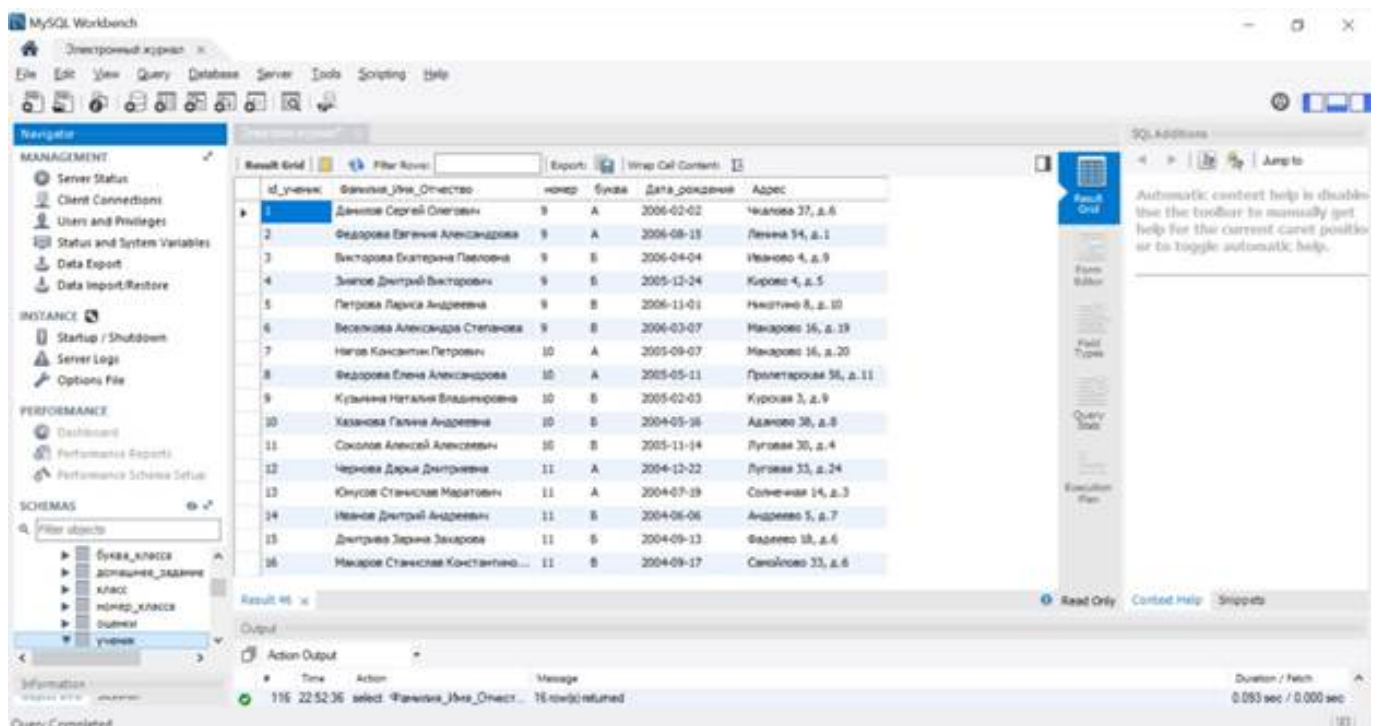 MySQL Workbench
Электронный журнал
File Edit View Query Database Server Tools Scripting Help
Navigator
SQL Additions
MANAGEMENT
Server Status
Client Connections
Users and Privileges
Status and System Variables
Data Export
Data Import/Restore
INSTANCE
Startup / Shutdown
Server Logs
Options File
PERFORMANCE
Dashboard
Performance Reports
Performance Schema Setup
SCHEMAS
Filter objects
буква_класса
домашнее_задание
класс
номер_класса
оценки
ученик
Information
Result Grid Filter Rows: Export: Wrap Cell Content:
id_ученик Фамилия_Имя_Отчество номер буква Дата_рождения Адрес
1 Данилов Сергей Олегович 9 А 2006-02-02 Чкалова 37, д.6
2 Федорова Евгения Александровна 9 А 2006-08-15 Ленина 54, д.1
3 Викторова Екатерина Павловна 9 Б 2006-04-04 Иваново 4, д.9
4 Дмитрий Викторович 9 Б 2005-12-24 Кирово 4, д.5
5 Петрова Лариса Андреевна 9 2006-11-01 8, д.10
6 Веселкова Александра Степанова 9 В 2006-03-07 Макарово 16, д.19
7 Петрович 10 А 2005-09-07 Макарово 16, д.20
8 Федорова Елена Александрова 10 А 2005-05-11 Пролетарская д.11
9 Кузьмина Наталия Владимировна 10 Б 2005-02-03 Курская 3, д.9
10 Казанова Галина Андреевна 10 Б 2004-05-16 38, д.8
11 Соколов Алексей Алексеевич 10 2005-11-14 Луговая 30, д.4
12 Чернова Дарья Дмитриевна 11 А 2004-12-22 Луговая 33, д.24
13 Юнусов Станислав Маратович 11 А 2004-07-19 Солнечная 14, д.3
14 Иванов Дмитрий Андреевич 11 Б 2004-06-06 Андреево 5, д.7
15 Зарина Захарова 11 Б 2004-09-13 Фадеево 18, д.6
16 Макаров Станислав Константино... 11 2004-09-17 Самойлово 33, д.6
Result Grid
Form Editor
Field Types
Query Stats
Execution Plan
Jump to
Automatic context help is disable
Use the toolbar to manually get
help for the current caret positio
or to toggle automatic help.
Result 46
Read Only
Context Help Snippets
Output
Action Output
# Time Action Message Duration / Fetch
116 22:52:36 select Фамилия_Имя_Отчест... 16 row(s) returned 0.093 sec / 0.000 sec
Query Completed